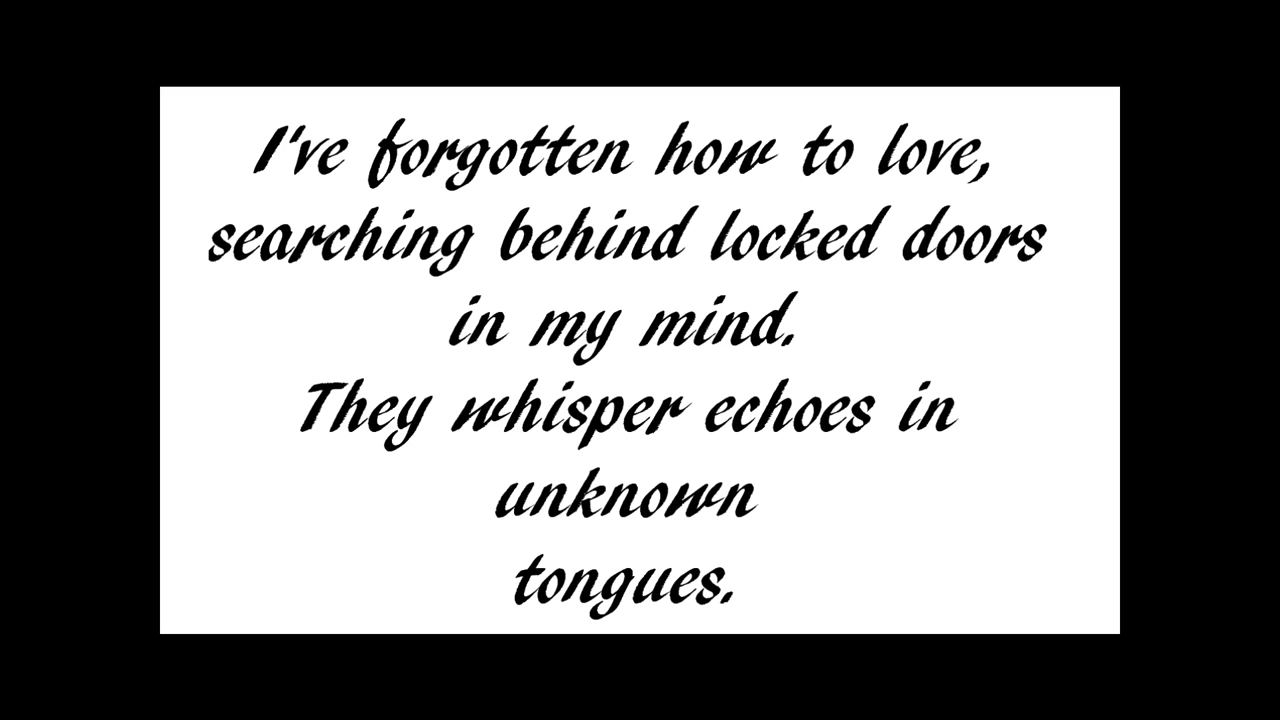 I've forgotten how to love,
searching behind locked doors
in my mind.
They whisper echoes in
unknown
tongues.